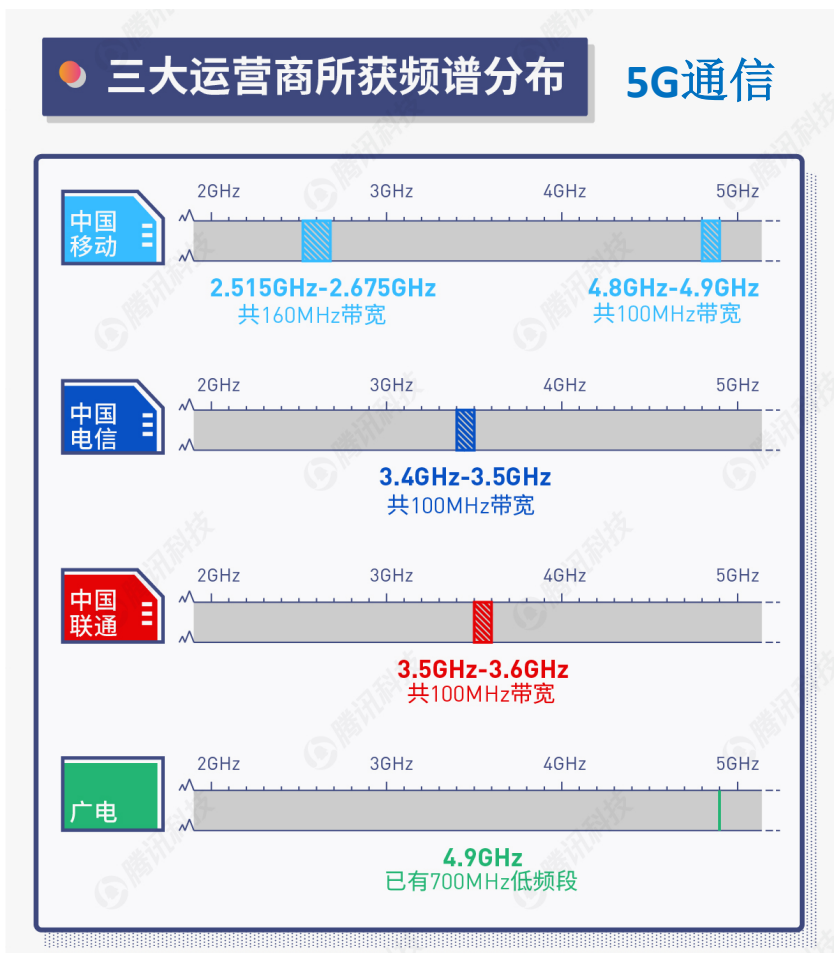 三大运营商所获频谱分布
5G通信
中国
移动
2GHz 3GHz 4GHz 5GHz
2.515GHz-2.675GHz 4.8GHz-4.9GHz
共160MHz带宽 共100MHz带宽
中国
电信
2GHz 3GHz 4GHz 5GHz
3.4GHz-3.5GHz
共100MHz带宽
中国
联通
2GHz 3GHz 4GHz 5GHz
3.5GHz-3.6GHz
共100MHz带宽
广电
2GHz 3GHz 4GHz 5GHz
4.9GHz
已有700MHz低频段
腾讯科技